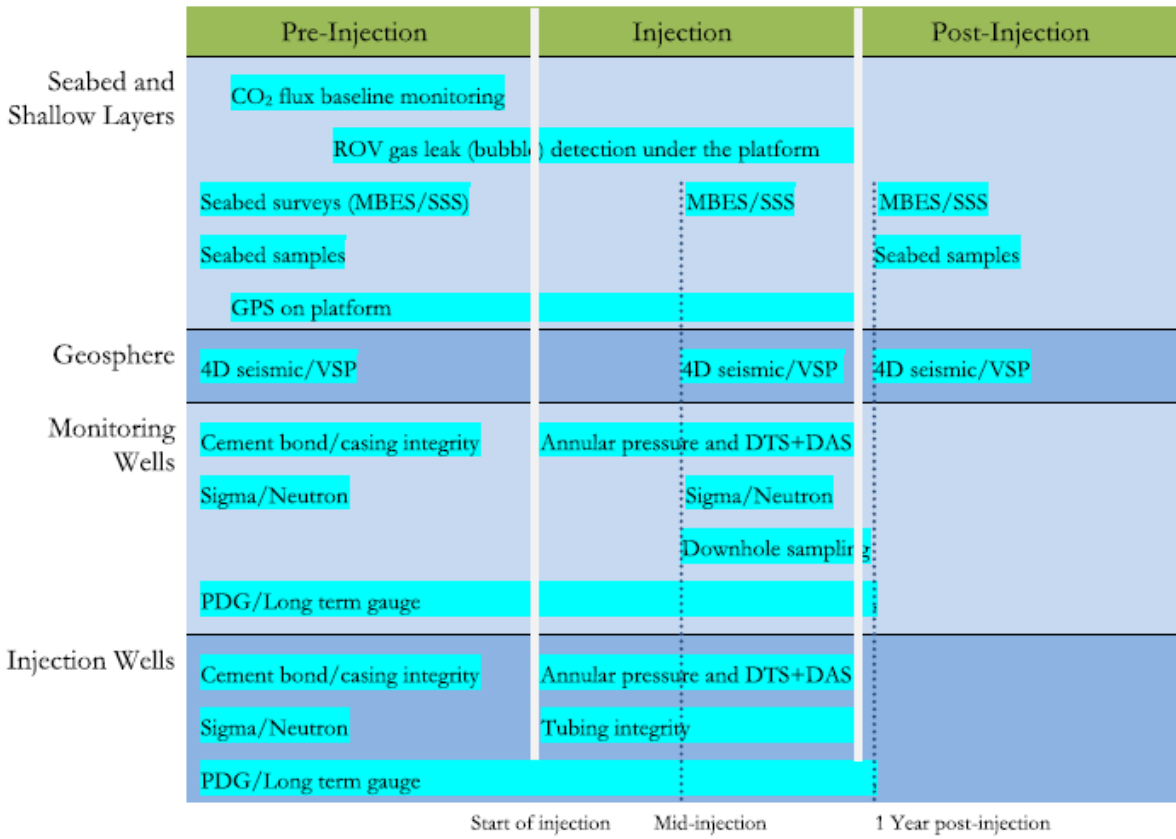 Pre-Injection Injection Post-Injection
Seabed and
Shallow Layers
CO₂ flux baseline monitoring
ROV gas leak (bubble) detection under the platform
Seabed surveys (MBES/SSS) MBES/SSS MBES/SSS
Seabed samples Seabed samples
GPS on platform
Geosphere
4D seismic/VSP 4D seismic/VSP 4D seismic/VSP
Monitoring
Wells
Cement bond/casing integrity Annular pressure and DTS+DAS
Sigma/Neutron Sigma/Neutron
Downhole sampling
PDG/Long term gauge
Injection Wells
Cement bond/casing integrity Annular pressure and DTS+DAS
Sigma/Neutron Tubing integrity
PDG/Long term gauge
Start of injection Mid-injection 1 Year post-injection